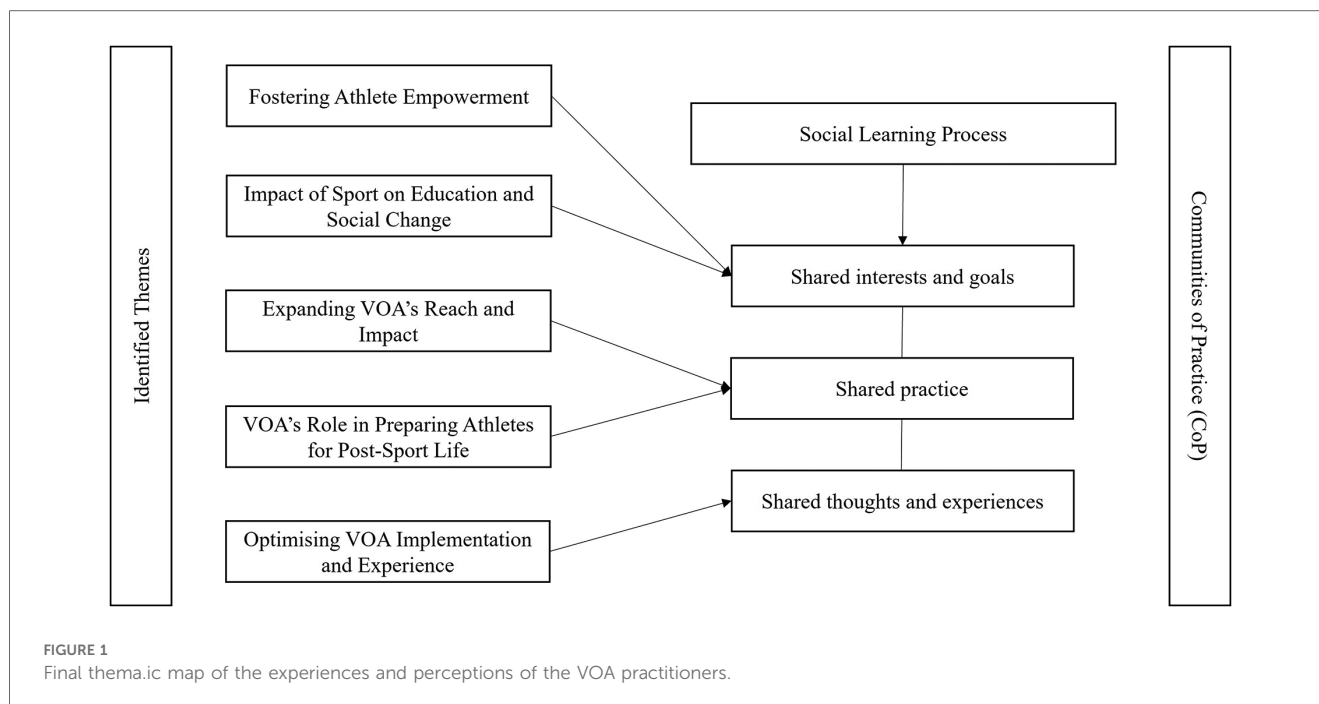 Identified Themes
Fostering Athlete Empowerment
Impact of Sport on Education and
Social Change
Expanding VOA’s Reach and
Impact
VOA’s Role in Preparing Athletes
for Post-Sport Life
Optimising VOA Implementation
and Experience
Social Learning Process
Shared interests and goals
Shared practice
Shared thoughts and experiences
Communities of Practice (CoP)
FIGURE 1
Final thema.ic map of the experiences and perceptions of the VOA practitioners.